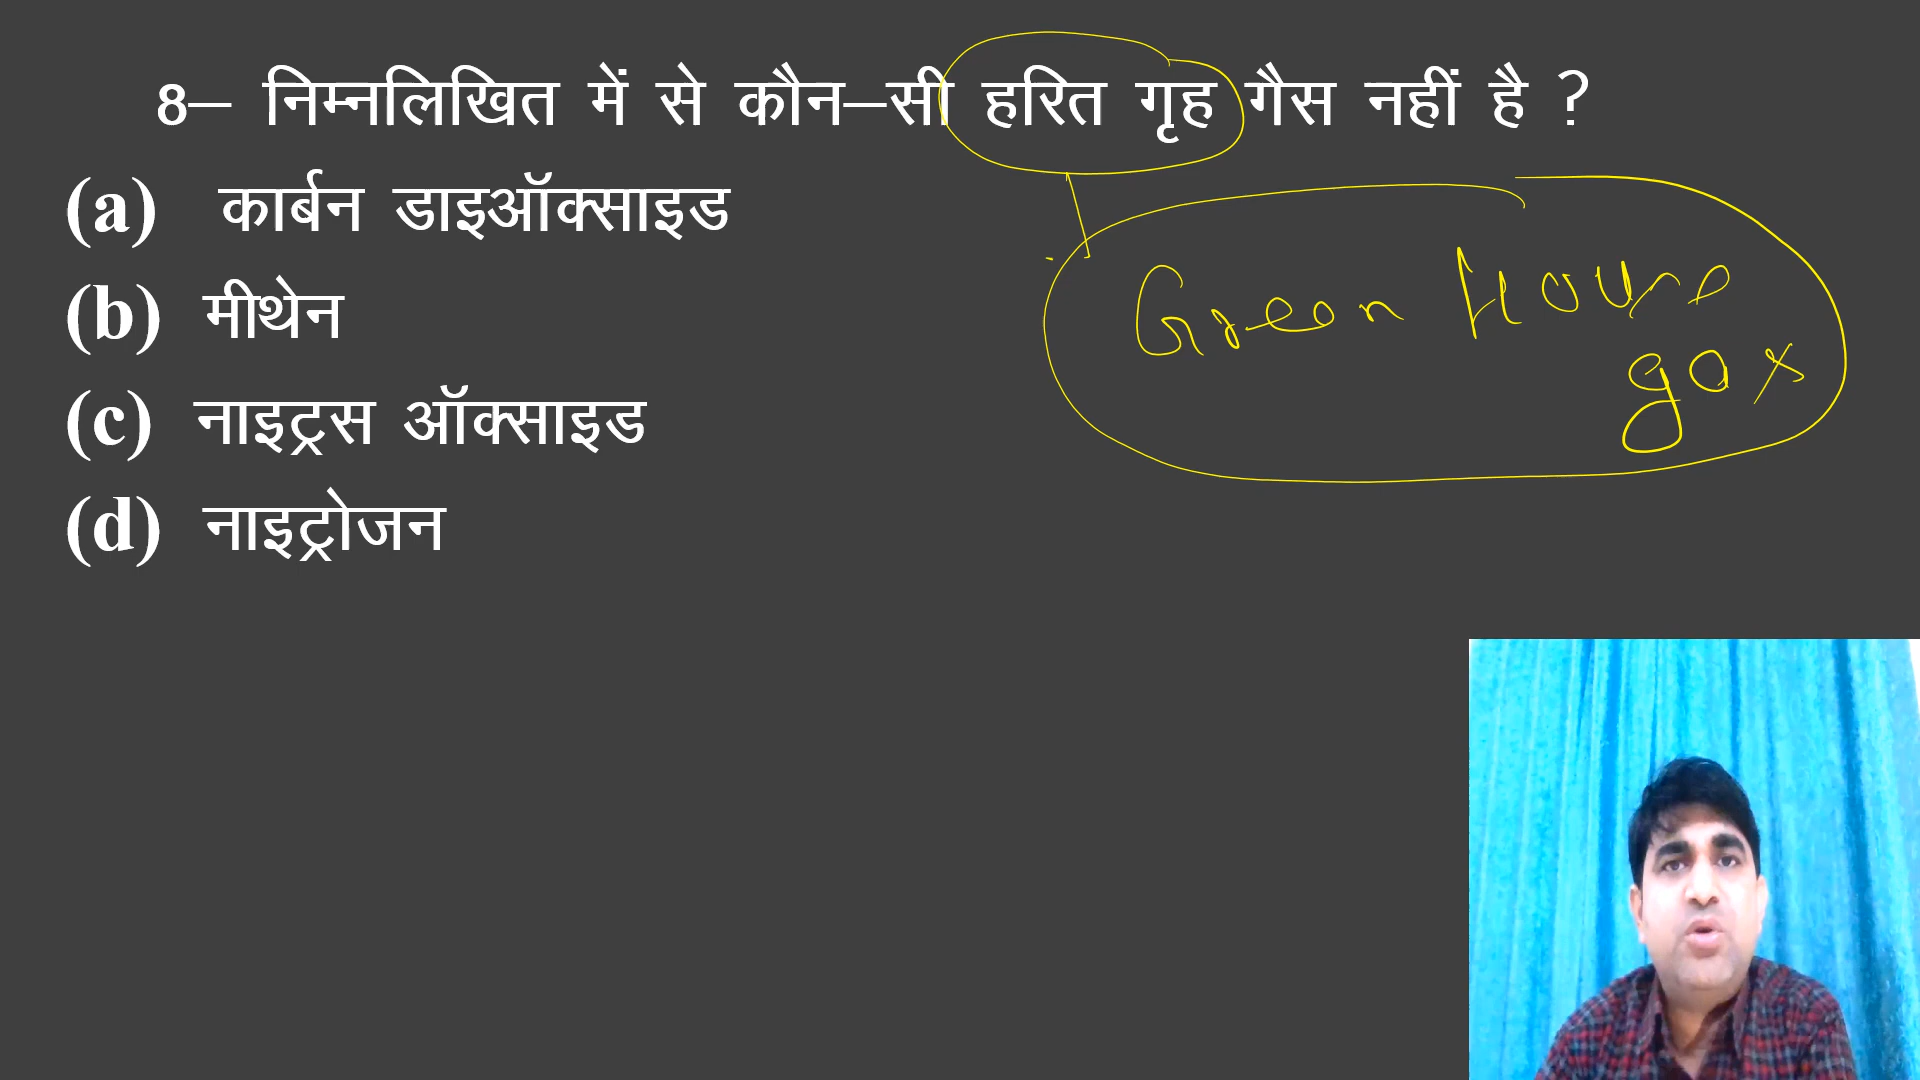 8– निम्नलिखित में से कौन–सी हरित गृह गैस नहीं है ?
(a) कार्बन डाइऑक्साइड
(b) मीथेन
(c) नाइट्रस ऑक्साइड
(d) नाइट्रोजन
Green House
gas